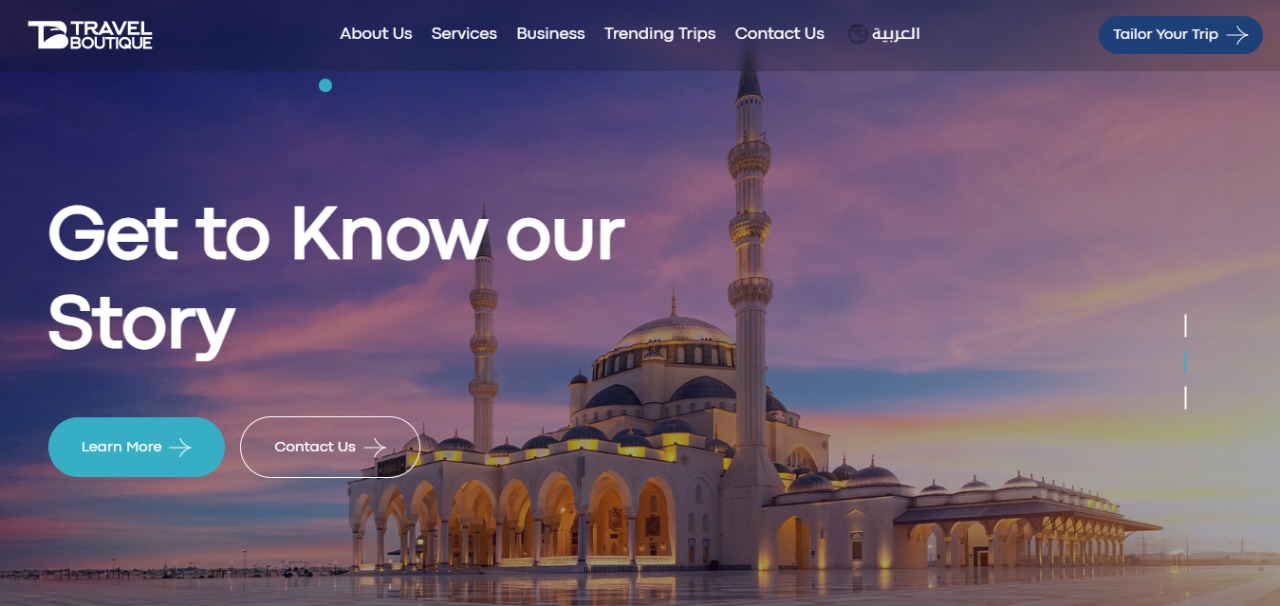 TRAVEL
BOUTIQUE
About Us
Services
Business
Trending Trips
Contact Us
العربية
Tailor Your Trip
Get to Know our
Story
Learn More
Contact Us